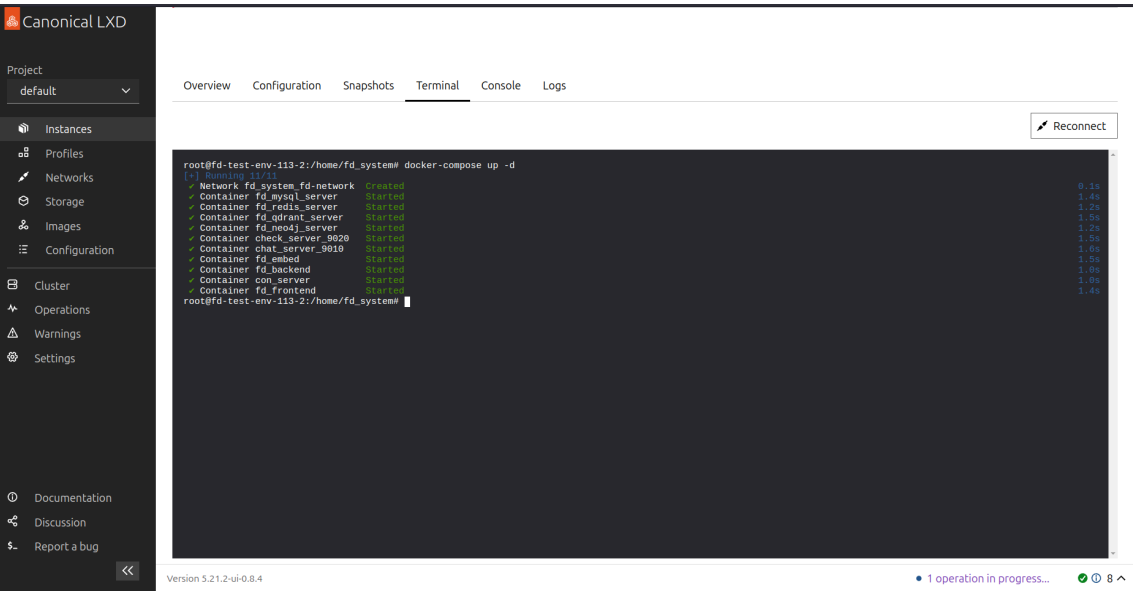 Canonical LXD
Project
default
Instances
Profiles
Networks
Storage
Images
Configuration
Cluster
Operations
Warnings
Settings
Documentation
Discussion
Report a bug
Overview Configuration Snapshots Terminal Console Logs
Reconnect
root@fd-test-env-113-2:/home/fd_system# docker-compose up -d
[+] Running 11/11
✔ Network fd_system_fd-network Created 0.1s
✔ Container fd_mysql_server Started 1.4s
✔ Container fd_redis_server Started 1.2s
✔ Container fd_qdrant_server Started 1.5s
✔ Container fd_neo4j_server Started 1.2s
✔ Container check_server_9020 Started 1.5s
✔ Container chat_server_9010 Started 1.6s
✔ Container fd_embed Started 1.5s
✔ Container fd_backend Started 1.0s
✔ Container con_server Started 1.0s
✔ Container fd_frontend Started 1.4s
root@fd-test-env-113-2:/home/fd_system#
Version 5.21.2-ui-0.8.4
1 operation in progress... 8